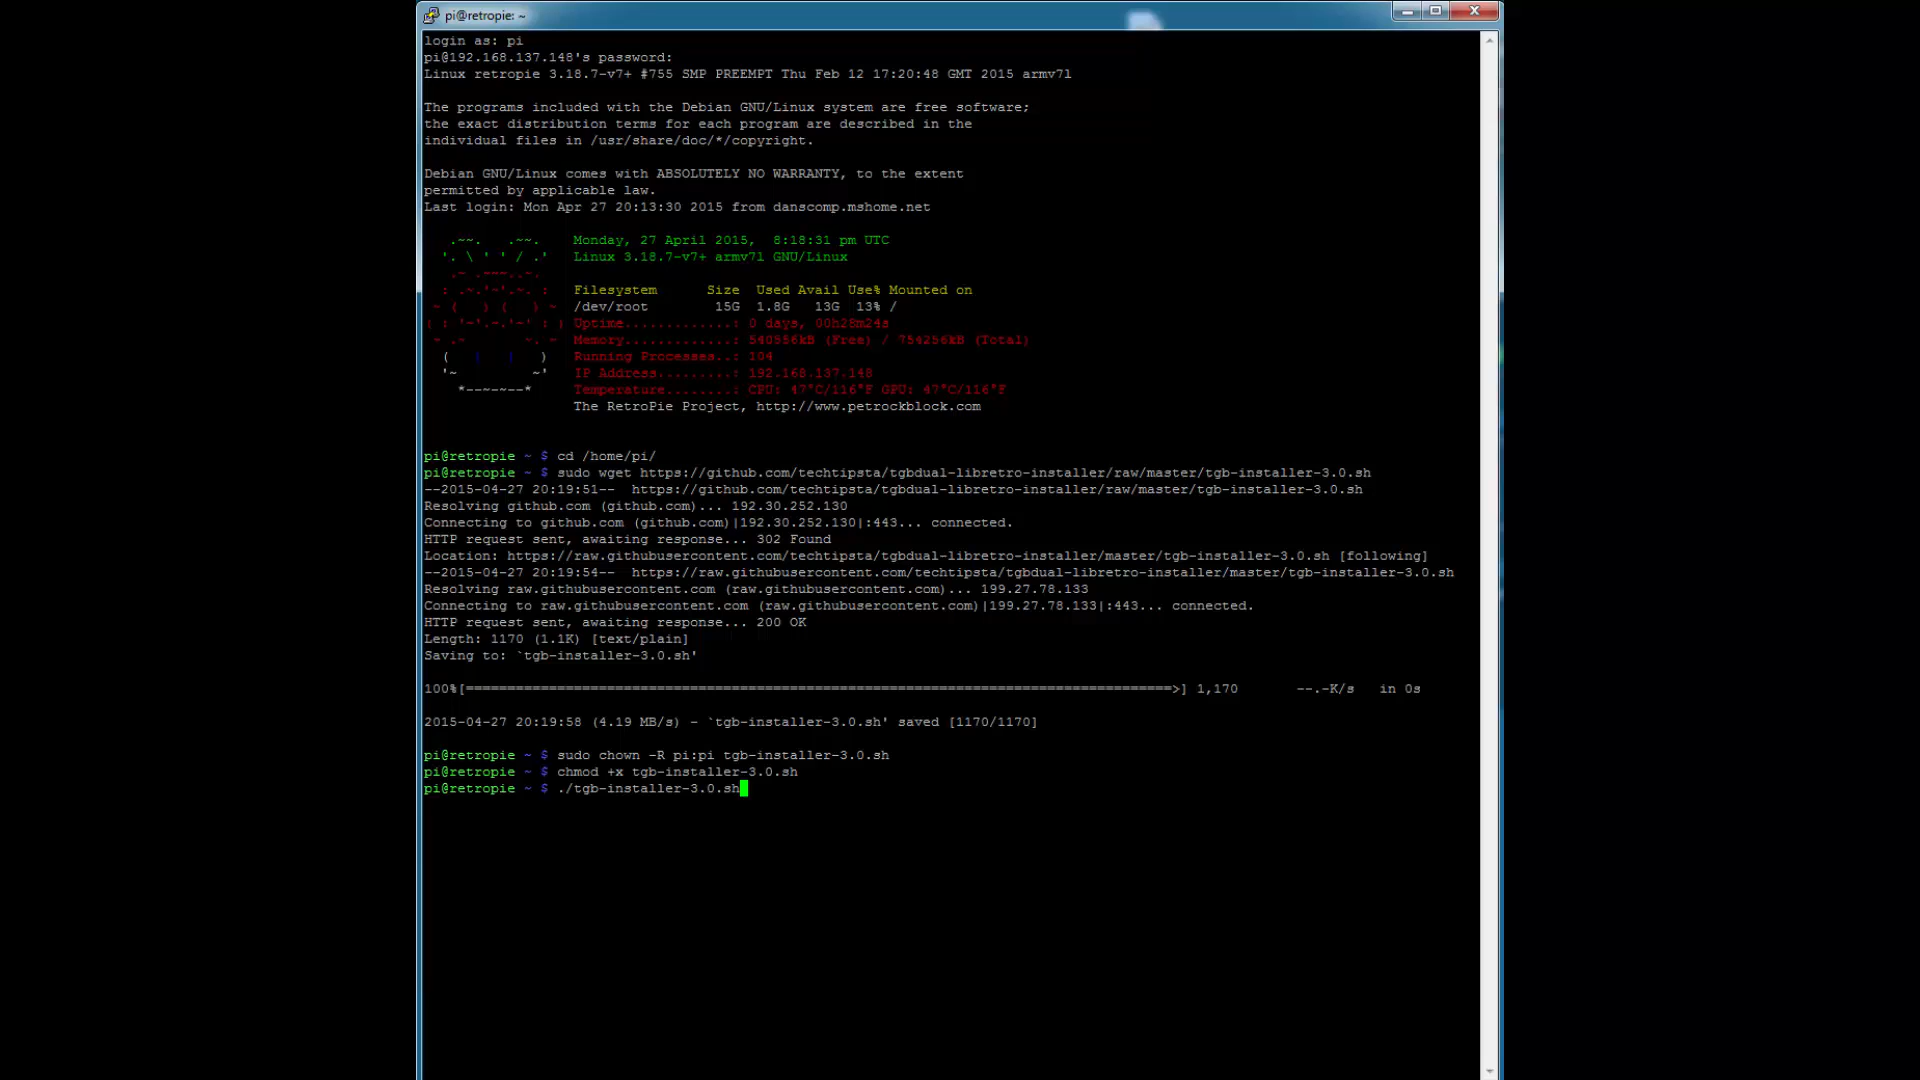 pi@retropie: ~
login as: pi
pi@192.168.137.148's password:
Linux retropie 3.18.7-v7+ #755 SMP PREEMPT Thu Feb 12 17:20:48 GMT 2015 armv7l
The programs included with the Debian GNU/Linux system are free software;
the exact distribution terms for each program are described in the
individual files in /usr/share/doc/*/copyright.
Debian GNU/Linux comes with ABSOLUTELY NO WARRANTY, to the extent
permitted by applicable law.
Last login: Mon Apr 27 20:13:30 2015 from danscomp.mshome.net
Monday, 27 April 2015,  8:18:31 pm UTC
Linux 3.18.7-v7+ armv7l GNU/Linux
Filesystem      Size  Used Avail Use% Mounted on
/dev/root        15G  1.8G   13G  13% /
Uptime.............: 0 days, 00h28m24s
Memory.............: 540556kB (Free) / 754256kB (Total)
Running Processes..: 104
IP Address.........: 192.168.137.148
Temperature........: CPU: 47°C/116°F GPU: 47°C/116°F
The RetroPie Project, http://www.petrockblock.com
pi@retropie ~ $ cd /home/pi/
pi@retropie ~ $ sudo wget https://github.com/techtipsta/tgbdual-libretro-installer/raw/master/tgb-installer-3.0.sh
--2015-04-27 20:19:51--  https://github.com/techtipsta/tgbdual-libretro-installer/raw/master/tgb-installer-3.0.sh
Resolving github.com (github.com)... 192.30.252.130
Connecting to github.com (github.com)|192.30.252.130|:443... connected.
HTTP request sent, awaiting response... 302 Found
Location: https://raw.githubusercontent.com/techtipsta/tgbdual-libretro-installer/master/tgb-installer-3.0.sh [following]
--2015-04-27 20:19:54--  https://raw.githubusercontent.com/techtipsta/tgbdual-libretro-installer/master/tgb-installer-3.0.sh
Resolving raw.githubusercontent.com (raw.githubusercontent.com)... 199.27.78.133
Connecting to raw.githubusercontent.com (raw.githubusercontent.com)|199.27.78.133|:443... connected.
HTTP request sent, awaiting response... 200 OK
Length: 1170 (1.1K) [text/plain]
Saving to: `tgb-installer-3.0.sh'
100%[=====================================================================================>] 1,170       --.-K/s   in 0s
2015-04-27 20:19:58 (4.19 MB/s) - `tgb-installer-3.0.sh' saved [1170/1170]
pi@retropie ~ $ sudo chown -R pi:pi tgb-installer-3.0.sh
pi@retropie ~ $ chmod +x tgb-installer-3.0.sh
pi@retropie ~ $ ./tgb-installer-3.0.sh